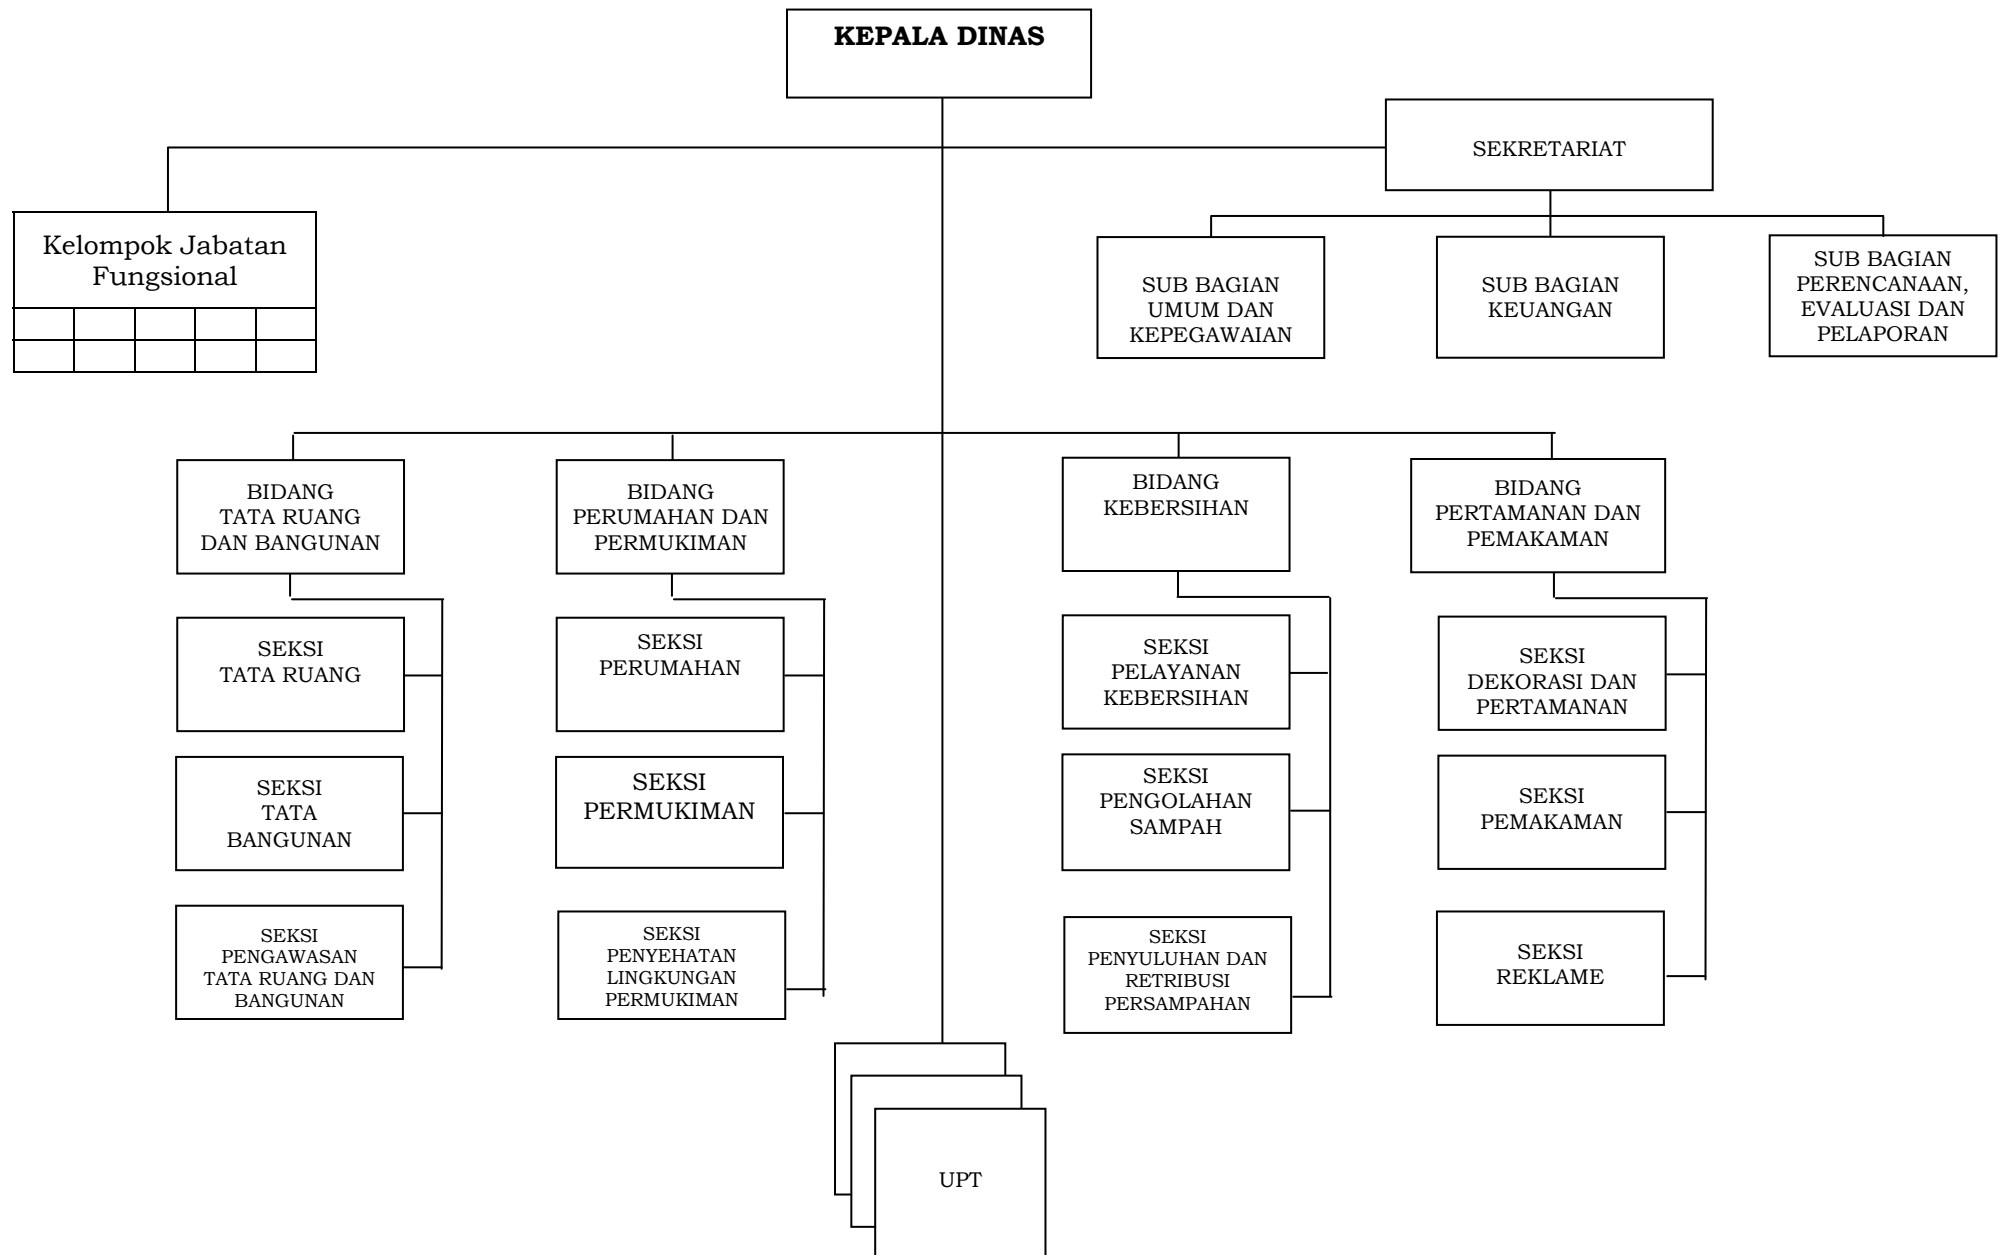 KEPALA DINAS
SEKRETARIAT
Kelompok Jabatan
Fungsional
SUB BAGIAN
UMUM DAN
KEPEGAWAIAN
SUB BAGIAN
KEUANGAN
SUB BAGIAN
PERENCANAAN,
EVALUASI DAN
PELAPORAN
BIDANG
TATA RUANG
DAN BANGUNAN
BIDANG
PERUMAHAN DAN
PERMUKIMAN
BIDANG
KEBERSIHAN
BIDANG
PERTAMANAN DAN
PEMAKAMAN
SEKSI
TATA RUANG
SEKSI
PERUMAHAN
SEKSI
PELAYANAN
KEBERSIHAN
SEKSI
DEKORASI DAN
PERTAMANAN
SEKSI
TATA
BANGUNAN
SEKSI
PERMUKIMAN
SEKSI
PENGOLAHAN
SAMPAH
SEKSI
PEMAKAMAN
SEKSI
PENGAWASAN
TATA RUANG DAN
BANGUNAN
SEKSI
PENYEHATAN
LINGKUNGAN
PERMUKIMAN
SEKSI
PENYULUHAN DAN
RETRIBUSI
PERSAMPAHAN
SEKSI
REKLAME
UPT